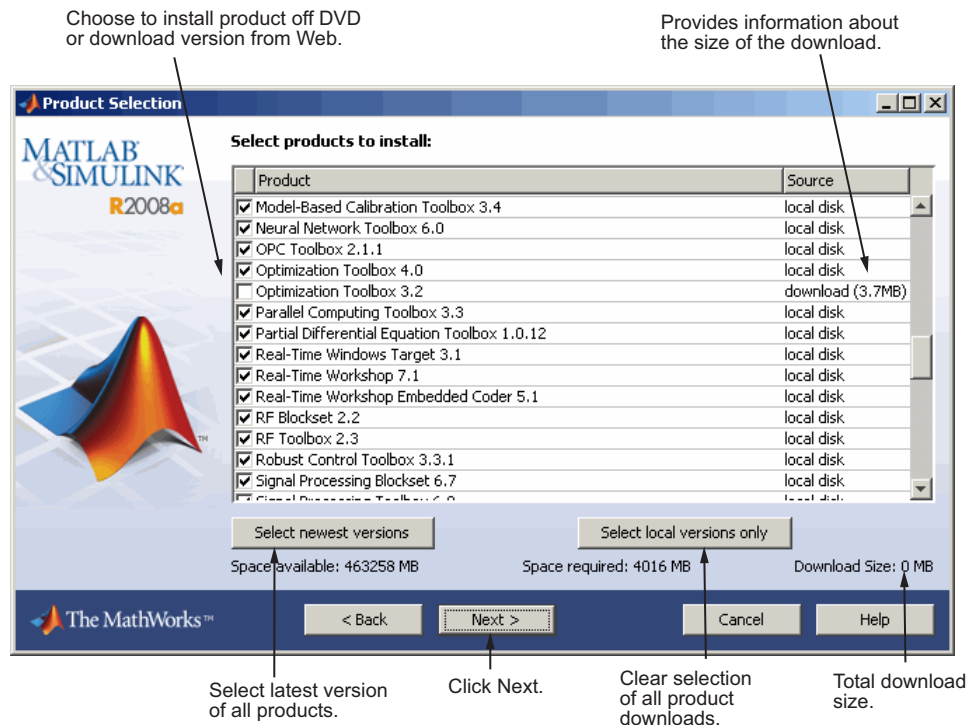 Choose to install product off DVD
or download version from Web.
Provides information about
the size of the download.
Product Selection
MATLAB
&SIMULINK
R2008a
Select products to install:
Product Source
Model-Based Calibration Toolbox 3.4 local disk
Neural Network Toolbox 6.0 local disk
OPC Toolbox 2.1.1 local disk
Optimization Toolbox 4.0 local disk
Optimization Toolbox 3.2 download (3.7MB)
Parallel Computing Toolbox 3.3 local disk
Partial Differential Equation Toolbox 1.0.12 local disk
Real-Time Windows Target 3.1 local disk
Real-Time Workshop 7.1 local disk
Real-Time Workshop Embedded Coder 5.1 local disk
RF Blockset 2.2 local disk
RF Toolbox 2.3 local disk
Robust Control Toolbox 3.3.1 local disk
Signal Processing Blockset 6.7 local disk
Signal Processing Toolbox local disk
TM
Select newest versions Select local versions only
Space available: 463258 MB Space required: 4016 MB Download Size: 0 MB
The MathWorks™ < Back Next > Cancel Help
Select latest version
of all products.
Click Next.
Clear selection
of all product
downloads.
Total download
size.